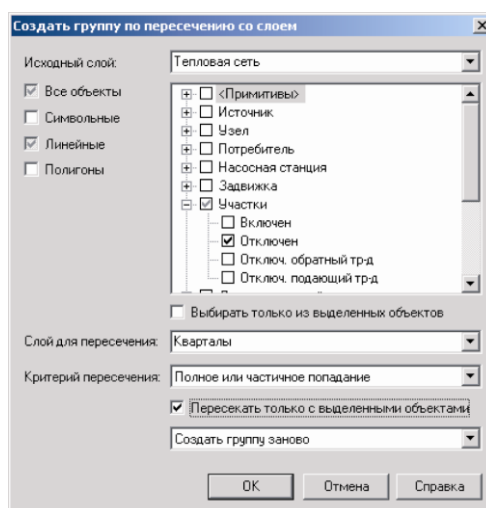 Создать группу по пересечению со слоем
Исходный слой: Тепловая сеть
Все объекты
Символьные
Линейные
Полигоны
<Примитивы>
Источник
Узел
Потребитель
Насосная станция
Задвижка
Участки
Включен
Отключен
Отключ. обратный тр-д
Отключ. подающий тр-д
Выбирать только из выделенных объектов
Слой для пересечения: Кварталы
Критерий пересечения: Полное или частичное попадание
Пересекать только с выделенными объектами
Создать группу заново
ОК Отмена Справка